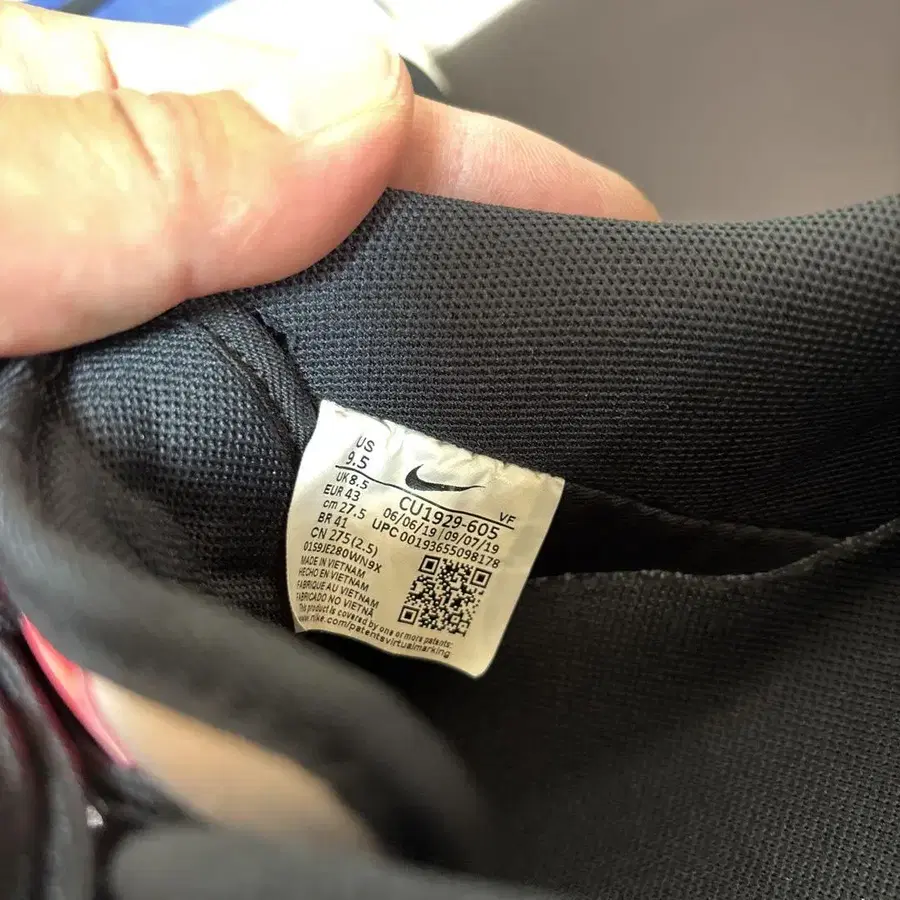 US
9.5
UK 8.5
EUR 43
cm 27.5
BR 41
CN 275 (2.5)
0159JE280WN9X
MADE IN VIETNAM
HECHO EN VIETNAM
FABRIQUE AU VIETNAM
FABRICADO NO VIETNÃ
This product is covered by one or more patents:
www.nike.com/patentsvirtualmarking
VF
CU1929-605
06/06/19 | 09/07/19
UPC 00193655098178